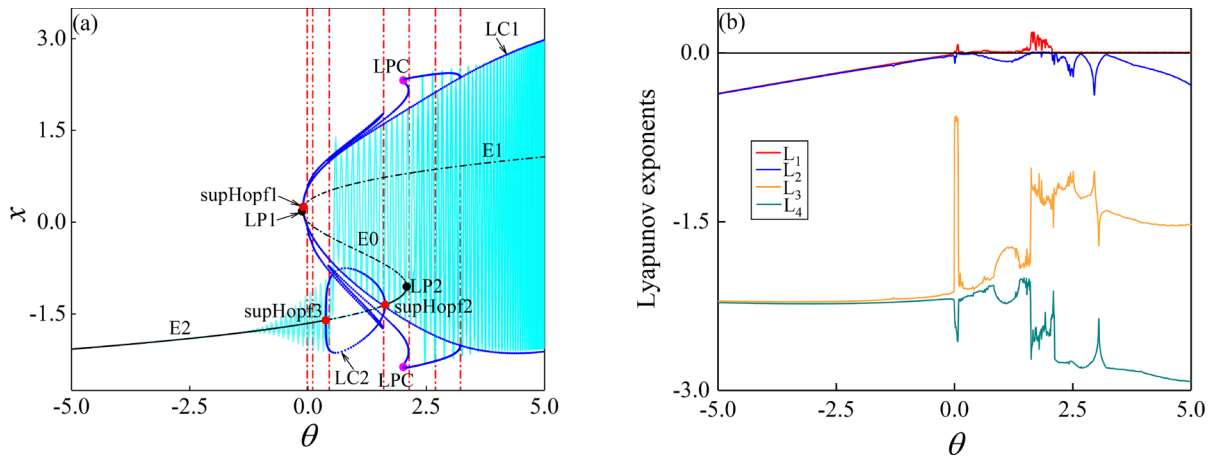 (a)
3.0
1.5
0.0
-1.5
x
LC1
LPC
E1
supHopf1
LP1
E0
LP2
supHopf3
supHopf2
E2
LC2
LPC
-5.0 -2.5 0.0 2.5 5.0
θ
(b)
0.0
-1.5
-3.0
Lyapunov exponents
L₁
L₂
L₃
L₄
-5.0 -2.5 0.0 2.5 5.0
θ